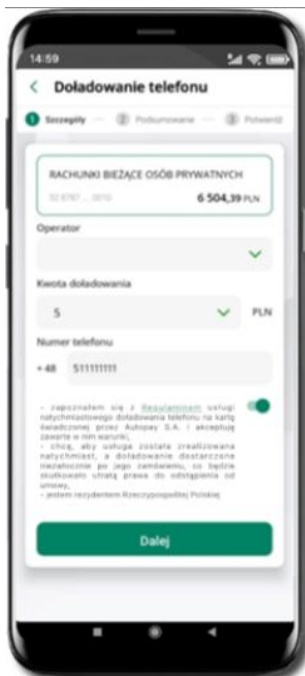 14:59
Doładowanie telefonu
1 Szczegóły 2 Podsumowanie 3 Potwierdź
RACHUNKI BIEŻĄCE OSÓB PRYWATNYCH
6 504,39 PLN
Operator
Kwota doładowania
5 PLN
Numer telefonu
+48 511111111
- zapoznałem się z Regulaminem usługi
natychmiastowego doładowania telefonu na kartę
świadczonej przez Autopay S.A. i akceptuję
zawarte w nim warunki,
- chcę, aby usługa została zrealizowana
natychmiast, a doładowanie dostarczone
niezwłocznie po jego zamówieniu, co będzie
skutkowało utratą prawa do odstąpienia od
umowy,
- jestem rezydentem Rzeczypospolitej Polskiej
Dalej